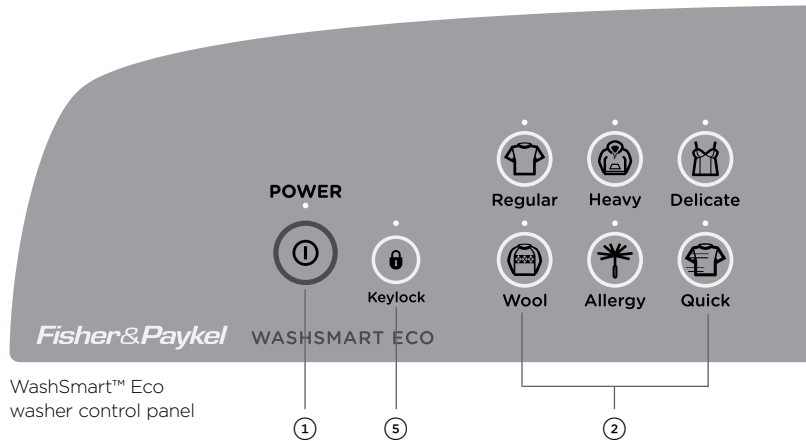 POWER
Regular Heavy Delicate
Keylock
Wool Allergy Quick
Fisher&Paykel WASHSMART ECO
WashSmart™ Eco
washer control panel
1 5 2